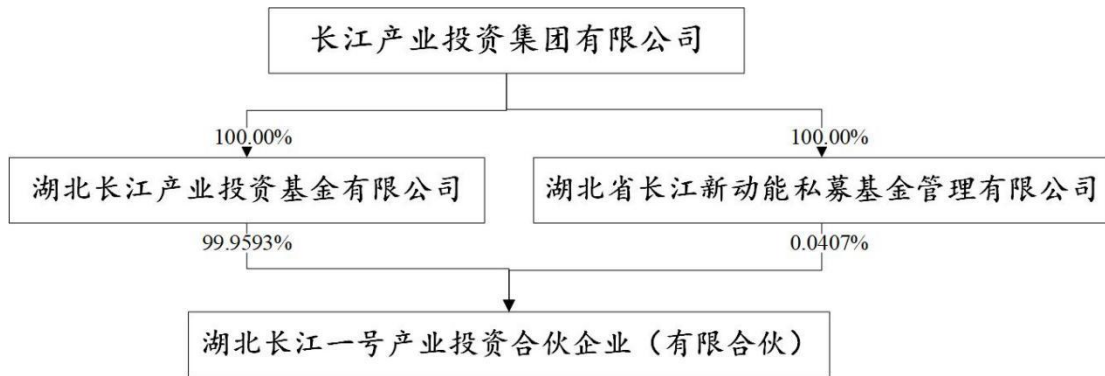 长江产业投资集团有限公司
100.00%
100.00%
湖北长江产业投资基金有限公司
湖北省长江新动能私募基金管理有限公司
99.9593%
0.0407%
湖北长江一号产业投资合伙企业（有限合伙）